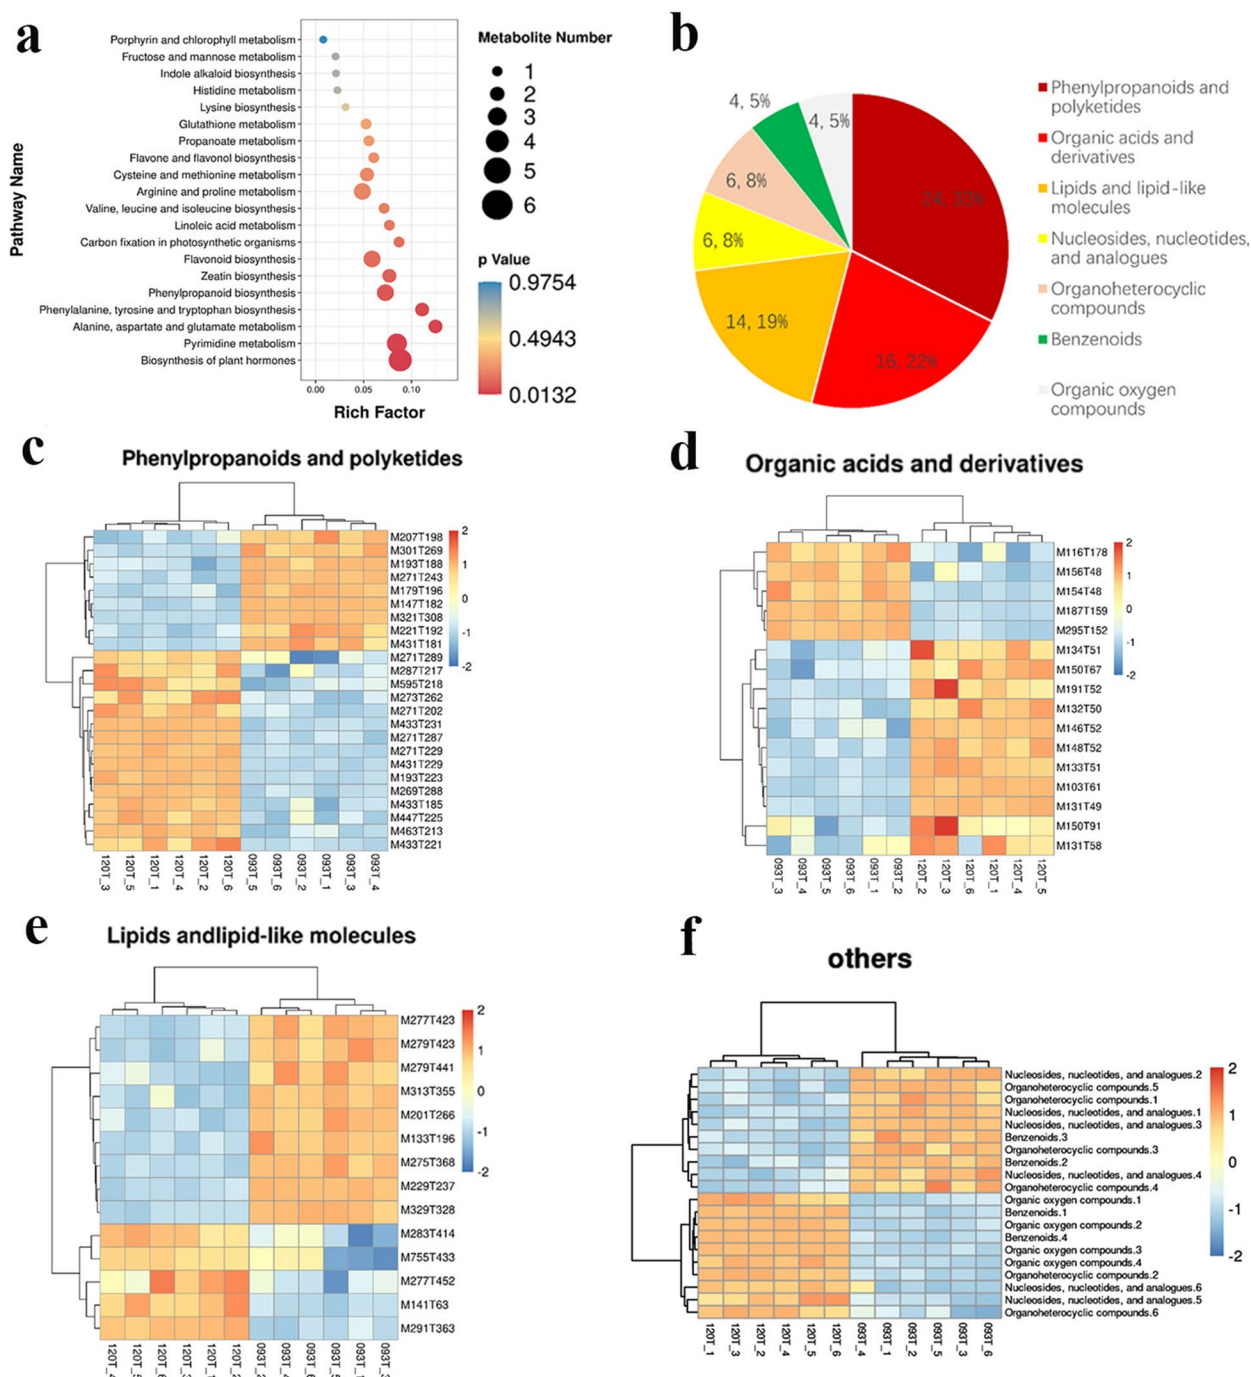 a
Pathway Name
Porphyrin and chlorophyll metabolism
Fructose and mannose metabolism
Indole alkaloid biosynthesis
Histidine metabolism
Lysine biosynthesis
Glutathione metabolism
Propanoate metabolism
Flavone and flavonol biosynthesis
Cysteine and methionine metabolism
Arginine and proline metabolism
Valine, leucine and isoleucine biosynthesis
Linoleic acid metabolism
Carbon fixation in photosynthetic organisms
Flavonoid biosynthesis
Zeatin biosynthesis
Phenylpropanoid biosynthesis
Phenylalanine, tyrosine and tryptophan biosynthesis
Alanine, aspartate and glutamate metabolism
Pyrimidine metabolism
Biosynthesis of plant hormones
0.00 0.05 0.10
Rich Factor
Metabolite Number
1
2
3
4
5
6
p Value
0.9754
0.4943
0.0132
b
4, 5%
4, 5%
6, 8%
6, 8%
14, 19%
16, 22%
24, 33%
Phenylpropanoids and
polyketides
Organic acids and
derivatives
Lipids and lipid-like
molecules
Nucleosides, nucleotides,
and analogues
Organoheterocyclic
compounds
Benzenoids
Organic oxygen
compounds
c
Phenylpropanoids and polyketides
M207T198
M301T269
M193T188
M271T243
M179T196
M147T182
M321T308
M221T192
M431T181
M271T289
M287T217
M595T218
M273T262
M271T202
M433T231
M271T287
M271T229
M431T229
M193T223
M269T288
M433T185
M447T225
M463T213
M433T221
120T_3 120T_5 120T_1 120T_4 120T_2 120T_6 093T_5 093T_6 093T_2 093T_1 093T_3 093T_4
2
1
0
-1
-2
d
Organic acids and derivatives
M116T178
M156T48
M154T48
M187T159
M295T152
M134T51
M150T67
M191T52
M132T50
M146T52
M148T52
M133T51
M103T61
M131T49
M150T91
M131T58
093T_3 093T_4 093T_5 093T_6 093T_1 093T_2 120T_2 120T_3 120T_6 120T_1 120T_4 120T_5
2
1
0
-1
-2
e
Lipids andlipid-like molecules
M277T423
M279T423
M279T441
M313T355
M201T266
M133T196
M275T368
M229T237
M329T328
M283T414
M755T433
M277T452
M141T63
M291T363
120T_4 120T_5 120T_6 120T_3 120T_1 120T_2 093T_2 093T_4 093T_6 093T_5 093T_1 093T_3
2
1
0
-1
-2
f
others
Nucleosides, nucleotides, and analogues.2
Organoheterocyclic compounds.5
Organoheterocyclic compounds.1
Nucleosides, nucleotides, and analogues.1
Nucleosides, nucleotides, and analogues.3
Benzenoids.3
Organoheterocyclic compounds.3
Benzenoids.2
Nucleosides, nucleotides, and analogues.4
Organoheterocyclic compounds.4
Organic oxygen compounds.1
Benzenoids.1
Organic oxygen compounds.2
Benzenoids.4
Organic oxygen compounds.3
Organic oxygen compounds.4
Organoheterocyclic compounds.2
Nucleosides, nucleotides, and analogues.6
Nucleosides, nucleotides, and analogues.5
Organoheterocyclic compounds.6
120T_1 120T_3 120T_2 120T_4 120T_5 120T_6 093T_4 093T_1 093T_2 093T_5 093T_3 093T_6
2
1
0
-1
-2